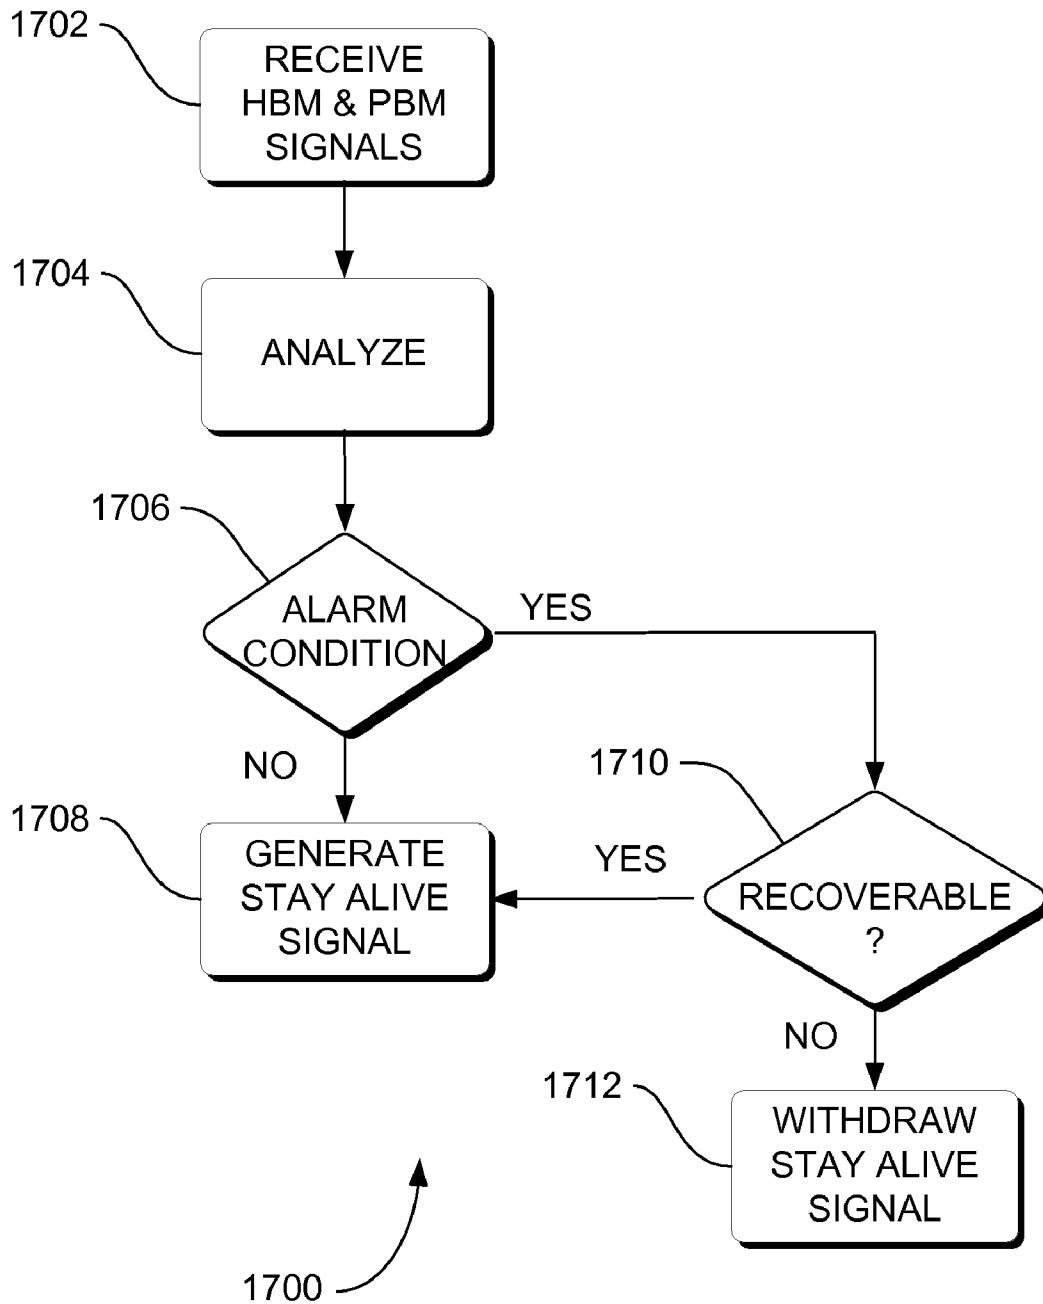 1702
RECEIVE
HBM & PBM
SIGNALS
1704
ANALYZE
1706
ALARM
CONDITION
YES
NO
1710
1708
GENERATE
STAY ALIVE
SIGNAL
YES
RECOVERABLE
?
NO
1712
WITHDRAW
STAY ALIVE
SIGNAL
1700